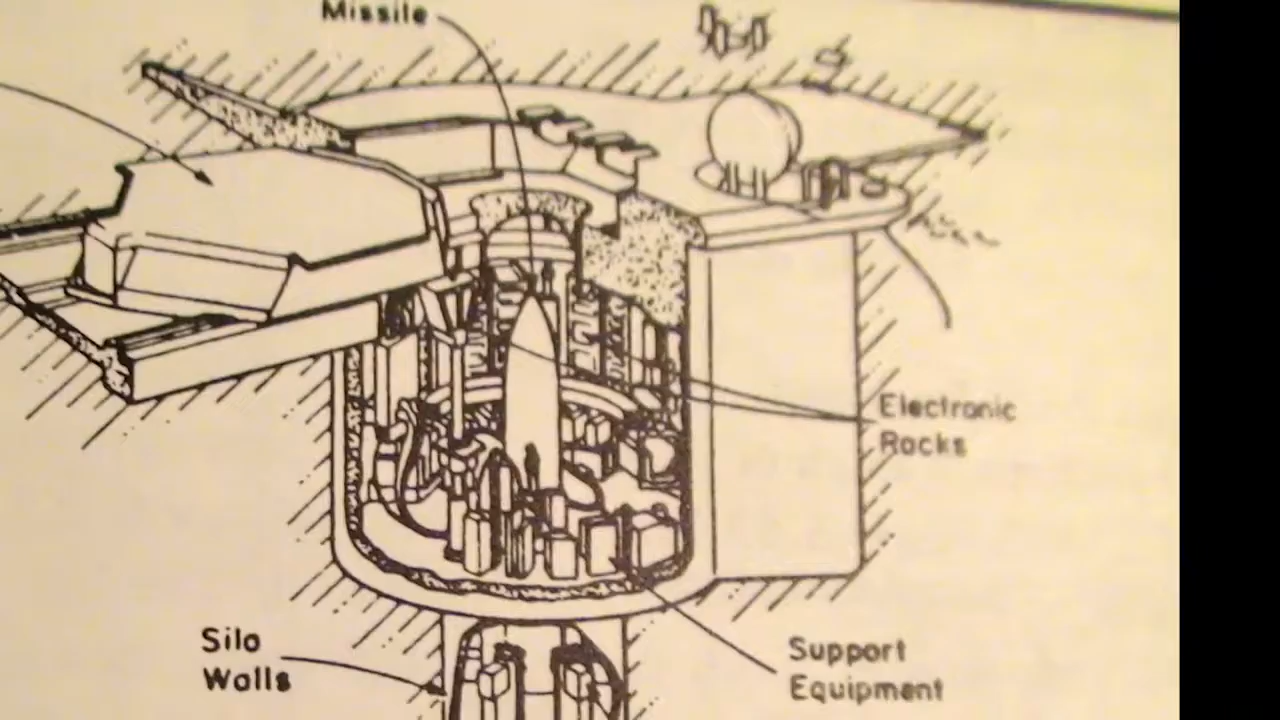 Missile
Electronic
Racks
Silo
Walls
Support
Equipment